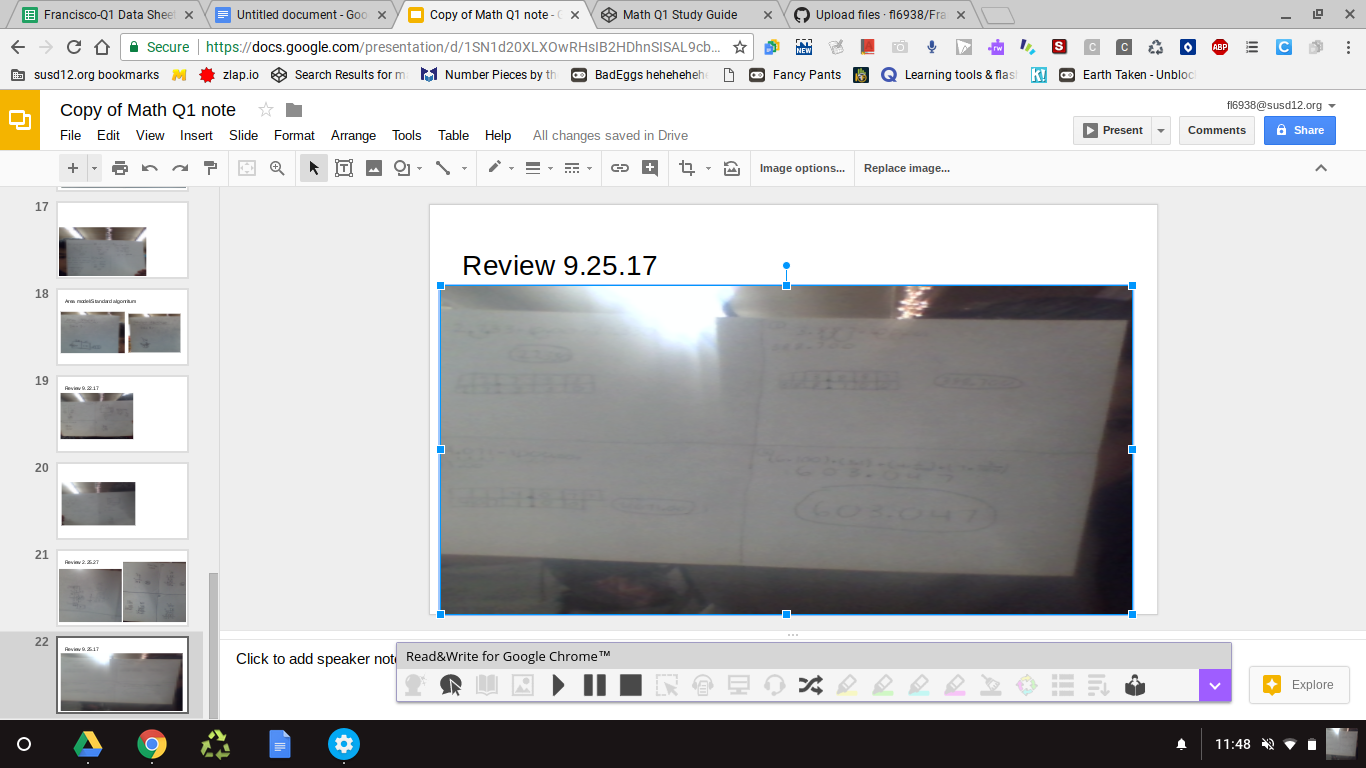 Francisco-Q1 Data Sheet
Untitled document - Goo
Copy of Math Q1 note - G
Math Q1 Study Guide
Upload files · fl6938/Fra
Secure
https://docs.google.com/presentation/d/1SN1d20XLXOwRHsIB2HDhnSISAL9cb...
susd12.org bookmarks
zlap.io
Search Results for m
Number Pieces by th
BadEggs hehehehehe
Fancy Pants
Learning tools & flas
Earth Taken - Unbloc
Copy of Math Q1 note
fl6938@susd12.org
File Edit View Insert Slide Format Arrange Tools Table Help All changes saved in Drive
Present
Comments
Share
Image options...
Replace image...
17
18
Area model/Standard algorithm
19
Review 9.22.17
20
21
Review 2.25.27
22
Review 9.25.17
Review 9.25.17
603.047
603.047
Click to add speaker note
Read&Write for Google Chrome™
Explore
11:48